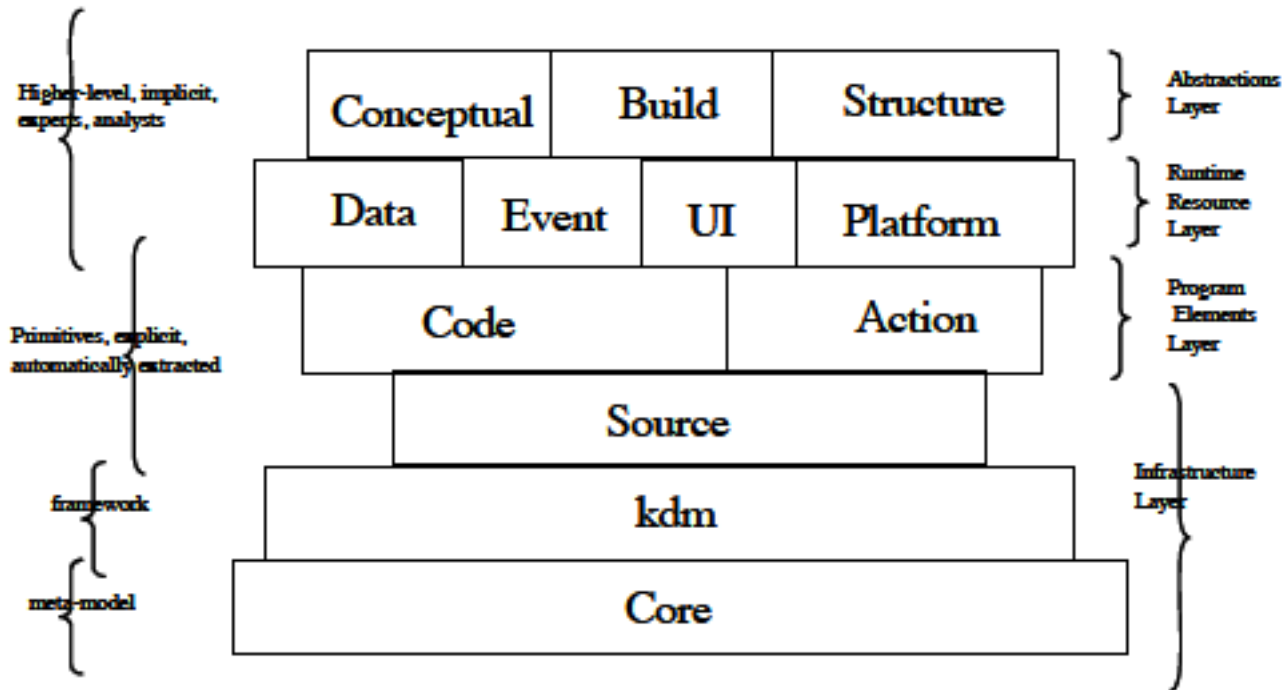 Higher-level, implicit,
experts, analysts
Conceptual
Build
Structure
Abstractions
Layer
Data
Event
UI
Platform
Runtime
Resource
Layer
Primitives, explicit,
automatically extracted
Code
Action
Program
Elements
Layer
Source
framework
kdm
Infrastructure
Layer
meta-model
Core